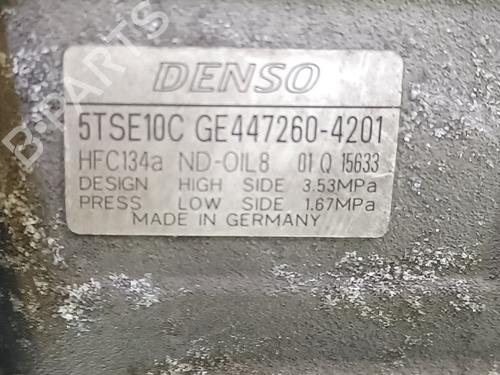 DENSO
5TSE10C GE447260-4201
HFC134a ND-OIL8 01 Q 15633
DESIGN HIGH SIDE 3.53MPa
PRESS LOW SIDE 1.67MPa
MADE IN GERMANY